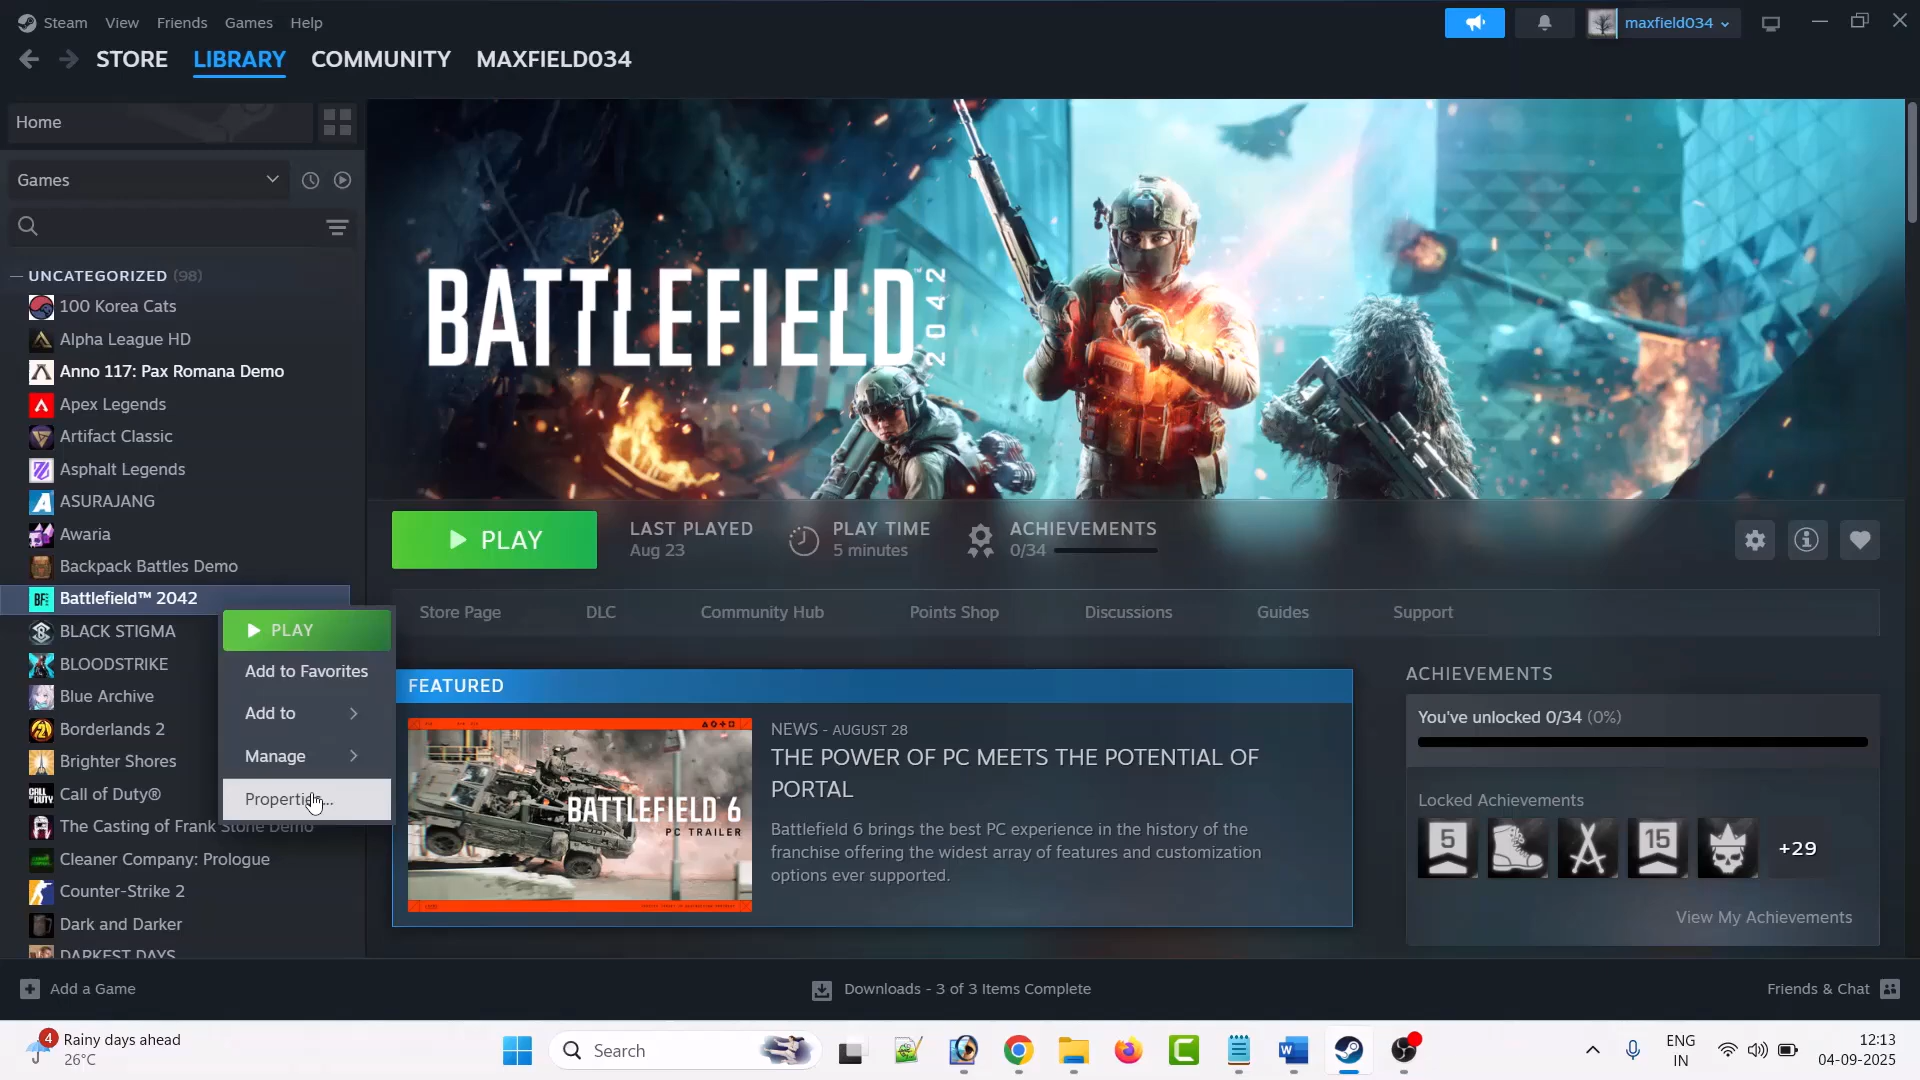 Steam View Friends Games Help
maxfield034
STORE LIBRARY COMMUNITY MAXFIELD034
Home
Games
UNCATEGORIZED (98)
100 Korea Cats
Alpha League HD
Anno 117: Pax Romana Demo
Apex Legends
Artifact Classic
Asphalt Legends
ASURAJANG
Awaria
Backpack Battles Demo
Battlefield™ 2042
BLACK STIGMA
BLOODSTRIKE
Blue Archive
Borderlands 2
Brighter Shores
Call of Duty®
The Casting of Frank Stone Demo
Cleaner Company: Prologue
Counter-Strike 2
Dark and Darker
DARKEST DAYS
PLAY
Add to Favorites
Add to
Manage
Properties...
BATTLEFIELD™ 2042
PLAY
LAST PLAYED
Aug 23
PLAY TIME
5 minutes
ACHIEVEMENTS
0/34
Store Page DLC Community Hub Points Shop Discussions Guides Support
FEATURED
BATTLEFIELD 6
PC TRAILER
NEWS - AUGUST 28
THE POWER OF PC MEETS THE POTENTIAL OF
PORTAL
Battlefield 6 brings the best PC experience in the history of the
franchise offering the widest array of features and customization
options ever supported.
ACHIEVEMENTS
You've unlocked 0/34 (0%)
Locked Achievements
5
15
+29
View My Achievements
Add a Game
Downloads - 3 of 3 Items Complete
Friends & Chat
4
Rainy days ahead
26°C
Search
ENG
IN
12:13
04-09-2025